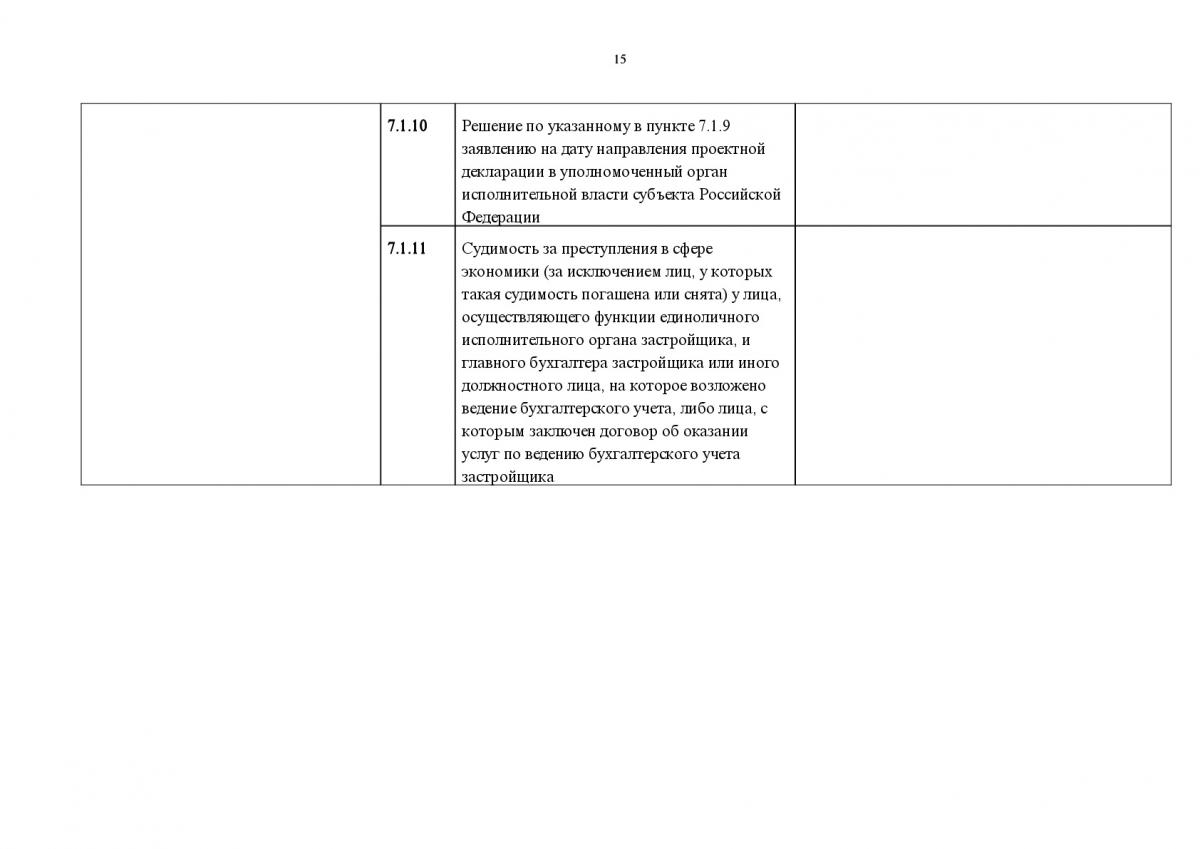 15
7.1.10
Решение по указанному в пункте 7.1.9
заявлению на дату направления проектной
декларации в уполномоченный орган
исполнительной власти субъекта Российской
Федерации
7.1.11
Судимость за преступления в сфере
экономики (за исключением лиц, у которых
такая судимость погашена или снята) у лица,
осуществляющего функции единоличного
исполнительного органа застройщика, и
главного бухгалтера застройщика или иного
должностного лица, на которое возложено
ведение бухгалтерского учета, либо лица, с
которым заключен договор об оказании
услуг по ведению бухгалтерского учета
застройщика